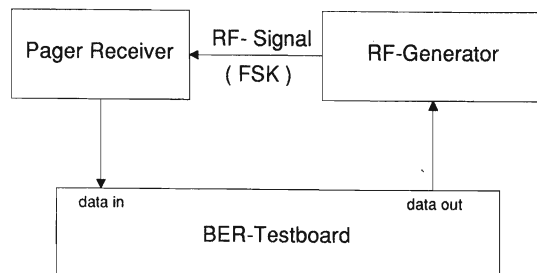 Pager Receiver
RF- Signal
( FSK )
RF-Generator
data in
data out
BER-Testboard